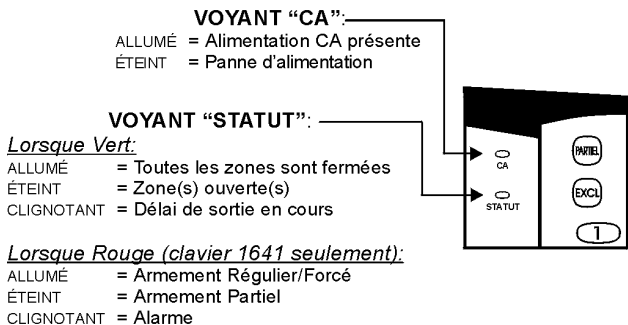 VOYANT “CA”:
ALLUMÉ = Alimentation CA présente
ÉTEINT = Panne d'alimentation
VOYANT “STATUT”:
Lorsque Vert:
ALLUMÉ = Toutes les zones sont fermées
ÉTEINT = Zone(s) ouverte(s)
CLIGNOTANT = Délai de sortie en cours
Lorsque Rouge (clavier 1641 seulement):
ALLUMÉ = Armement Régulier/Forcé
ÉTEINT = Armement Partiel
CLIGNOTANT = Alarme
CA
STATUT
PARTIEL
EXCL
1